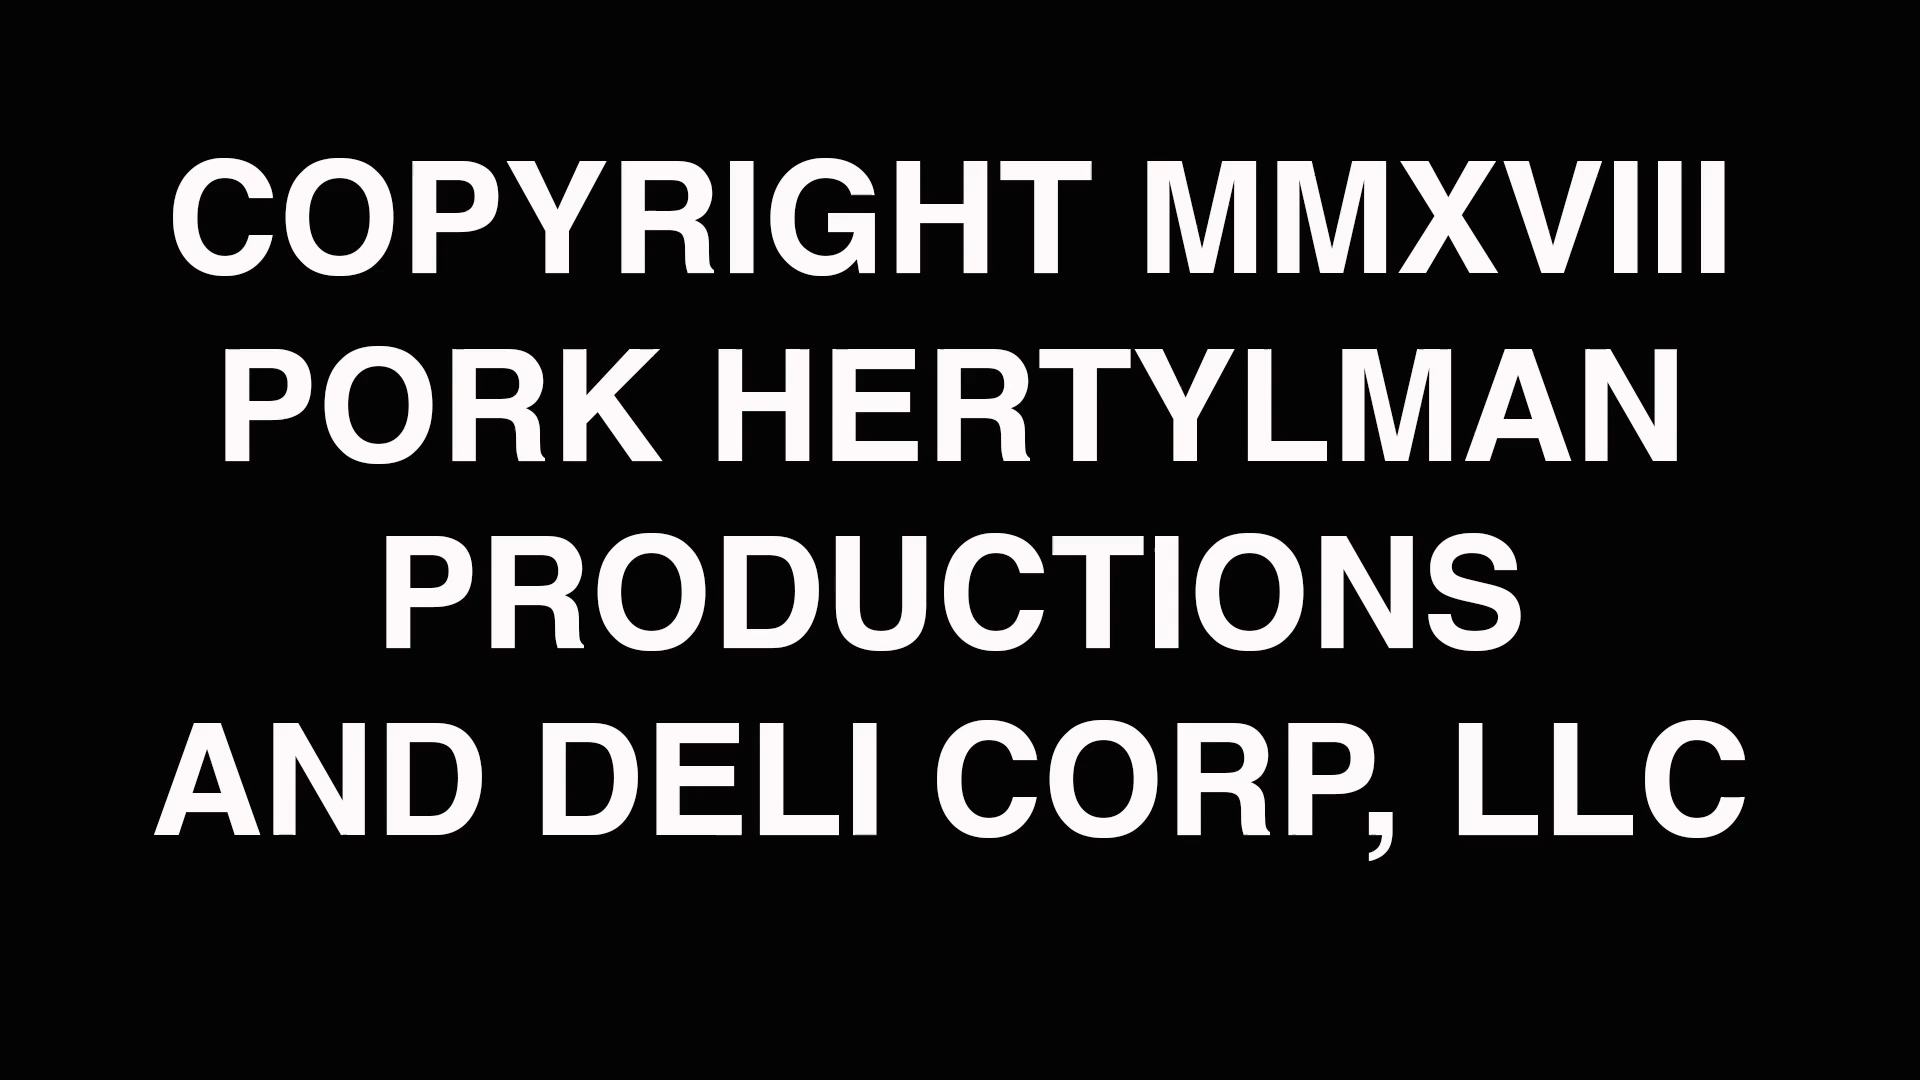 COPYRIGHT MMXVIII
PORK HERTYLMAN
PRODUCTIONS
AND DELI CORP, LLC